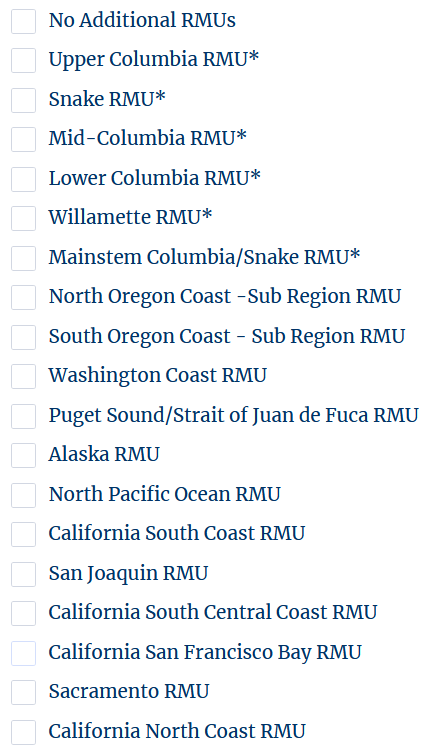 No Additional RMUs
Upper Columbia RMU*
Snake RMU*
Mid-Columbia RMU*
Lower Columbia RMU*
Willamette RMU*
Mainstem Columbia/Snake RMU*
North Oregon Coast -Sub Region RMU
South Oregon Coast - Sub Region RMU
Washington Coast RMU
Puget Sound/Strait of Juan de Fuca RMU
Alaska RMU
North Pacific Ocean RMU
California South Coast RMU
San Joaquin RMU
California South Central Coast RMU
California San Francisco Bay RMU
Sacramento RMU
California North Coast RMU